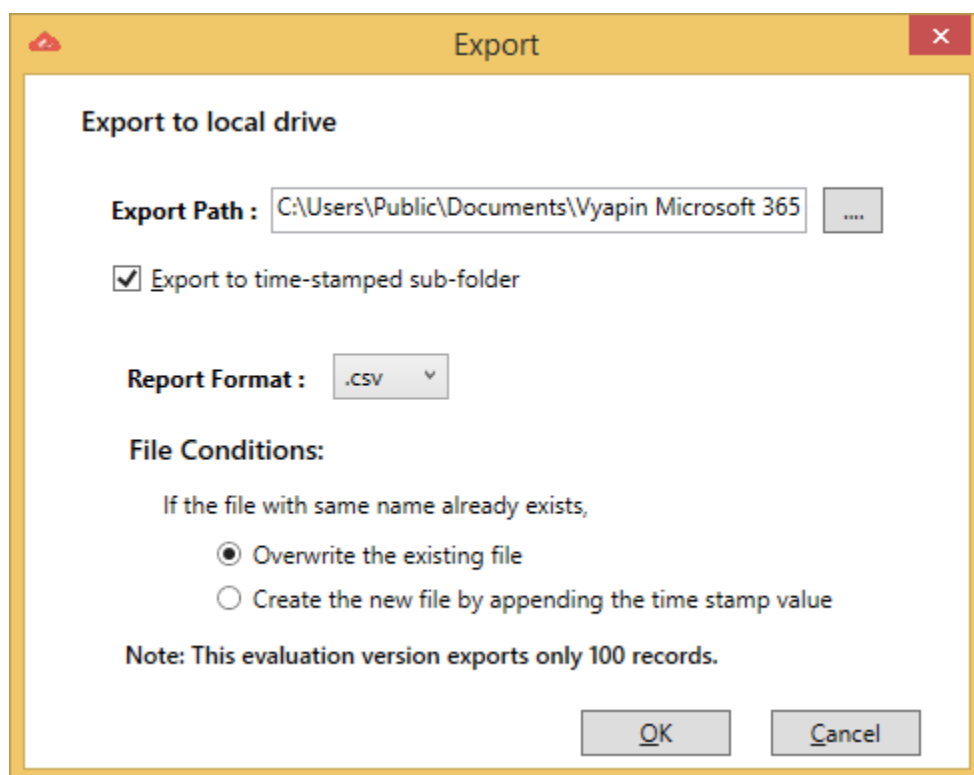 Export
Export to local drive
Export Path : C:\Users\Public\Documents\Vyapin Microsoft 365 ....
Export to time-stamped sub-folder
Report Format : .csv
File Conditions:
If the file with same name already exists,
Overwrite the existing file
Create the new file by appending the time stamp value
Note: This evaluation version exports only 100 records.
OK Cancel